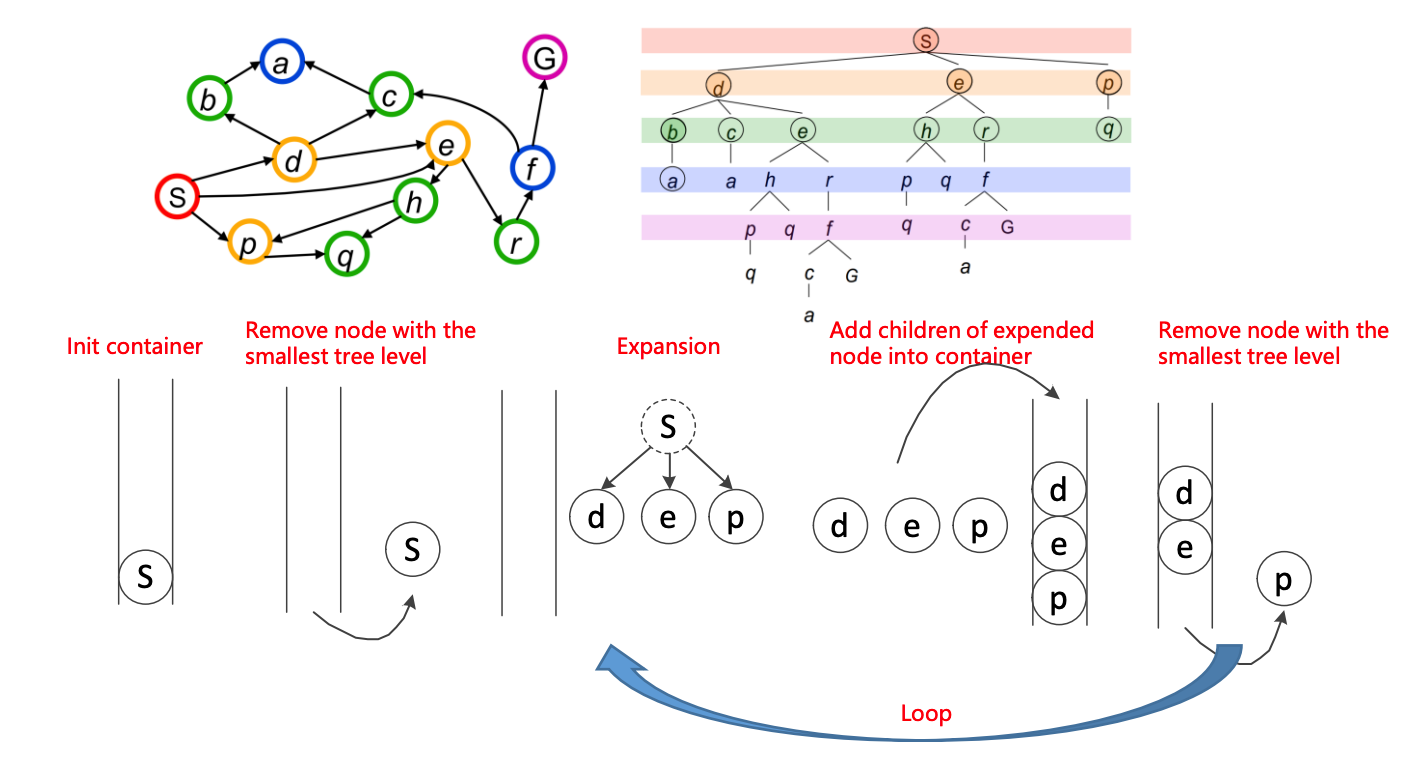 a
G
b
c
d
e
f
S
h
p
q
r
S
d e p
b c e h r q
a a h r p q f
p q f q c G
q c G a
a
Init container
Remove node with the
smallest tree level
Expansion
Add children of expended
node into container
Remove node with the
smallest tree level
S
S
S
d e p
d e p
d
e
p
d
e
p
Loop